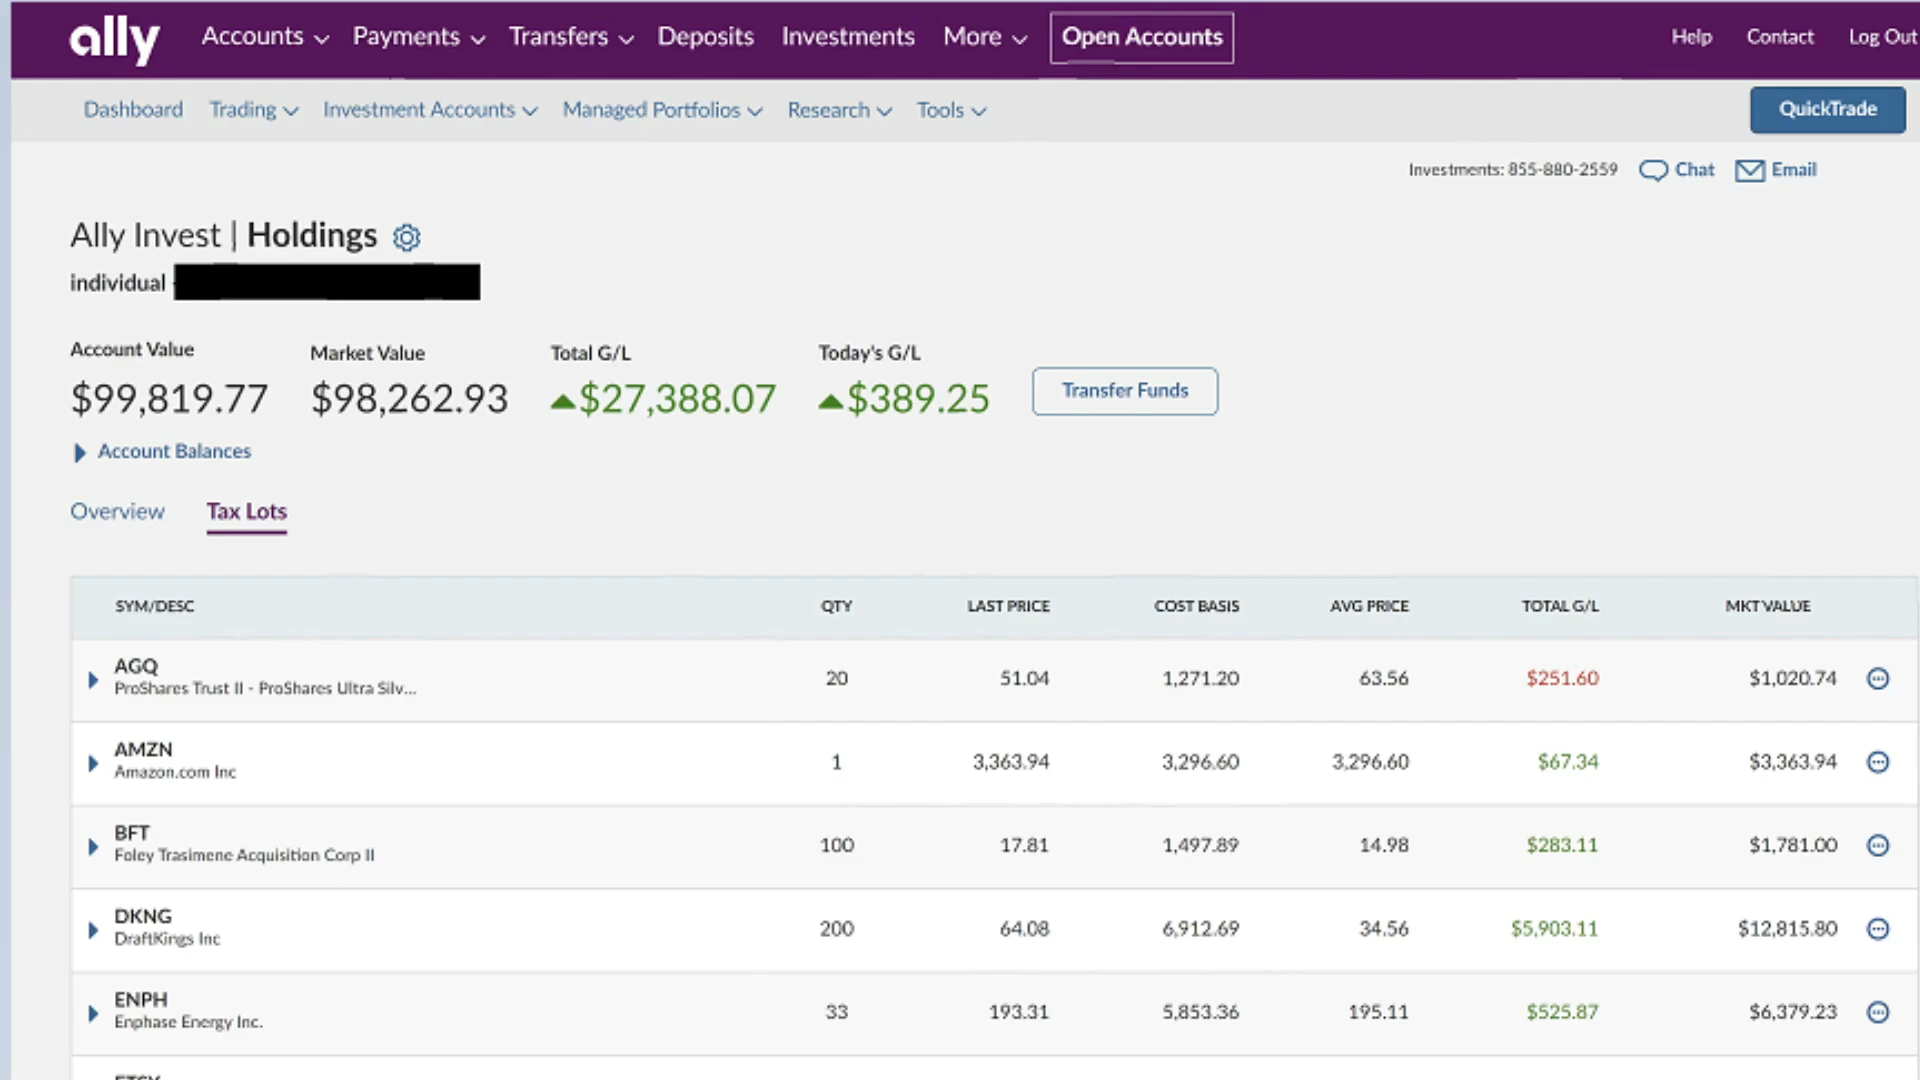 ally Accounts Payments Transfers Deposits Investments More Open Accounts Help Contact Log Out
Dashboard Trading Investment Accounts Managed Portfolios Research Tools QuickTrade
Investments: 855-880-2559 Chat Email
Ally Invest | Holdings
individual
Account Value Market Value Total G/L Today's G/L
$99,819.77 $98,262.93 $27,388.07 $389.25 Transfer Funds
Account Balances
Overview Tax Lots
SYM/DESC QTY LAST PRICE COST BASIS AVG PRICE TOTAL G/L MKT VALUE
AGQ
ProShares Trust II - ProShares Ultra Silv... 20 51.04 1,271.20 63.56 $251.60 $1,020.74
AMZN
Amazon.com Inc 1 3,363.94 3,296.60 3,296.60 $67.34 $3,363.94
BFT
Foley Trasimene Acquisition Corp II 100 17.81 1,497.89 14.98 $283.11 $1,781.00
DKNG
DraftKings Inc 200 64.08 6,912.69 34.56 $5,903.11 $12,815.80
ENPH
Enphase Energy Inc. 33 193.31 5,853.36 195.11 $525.87 $6,379.23